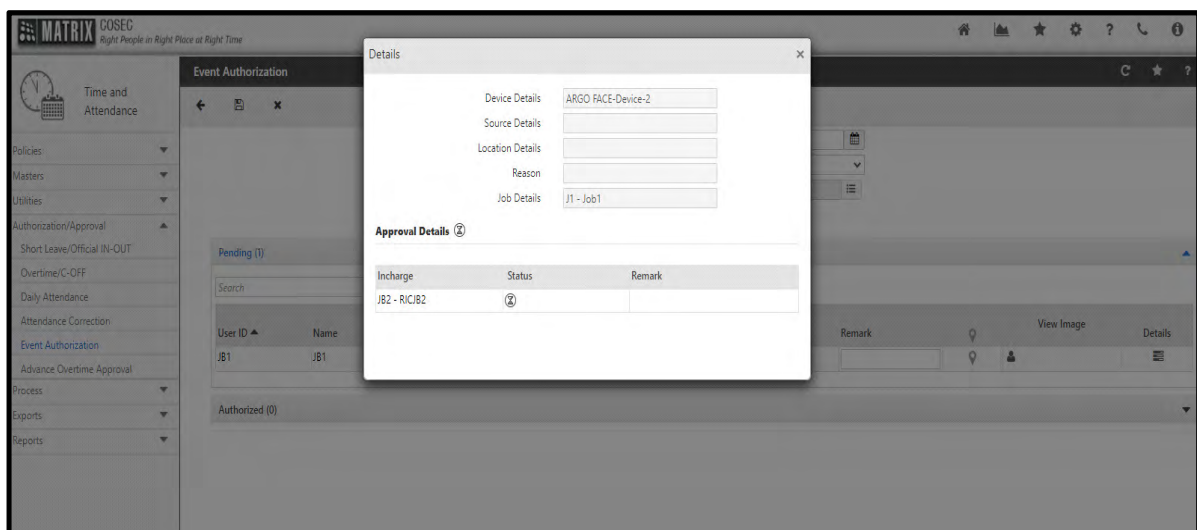 MATRIX COSEC
Right People in Right Place at Right Time
Time and
Attendance
Policies
Masters
Utilities
Authorization/Approval
Short Leave/Official IN-OUT
Overtime/C-OFF
Daily Attendance
Attendance Correction
Event Authorization
Advance Overtime Approval
Process
Exports
Reports
Event Authorization
Details
Device Details ARGO FACE-Device-2
Source Details
Location Details
Reason
Job Details J1 - Job1
Approval Details
Incharge Status Remark
JB2 - RICJB2
Pending (1)
Search
User ID Name Remark View Image Details
JB1 JB1
Authorized (0)